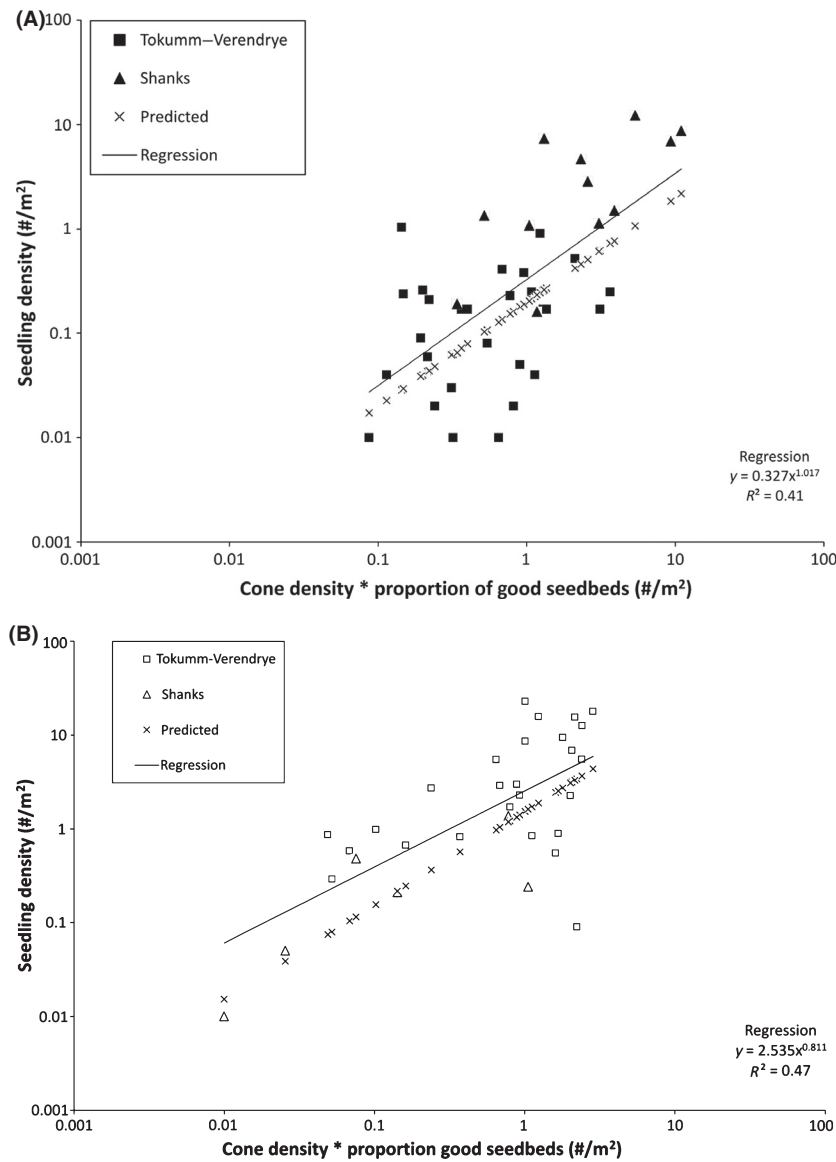 (A)
100
10
1
0.1
0.01
0.001
Seedling density (#/m²)
Tokumm–Verendrye
Shanks
Predicted
Regression
Regression
y = 0.327x^1.017
R² = 0.41
0.001 0.01 0.1 1 10 100
Cone density * proportion of good seedbeds (#/m²)
(B)
100
10
1
0.1
0.01
0.001
Seedling density (#/m²)
Tokumm-Verendrye
Shanks
Predicted
Regression
Regression
y = 2.535x^0.811
R² = 0.47
0.001 0.01 0.1 1 10 100
Cone density * proportion good seedbeds (#/m²)